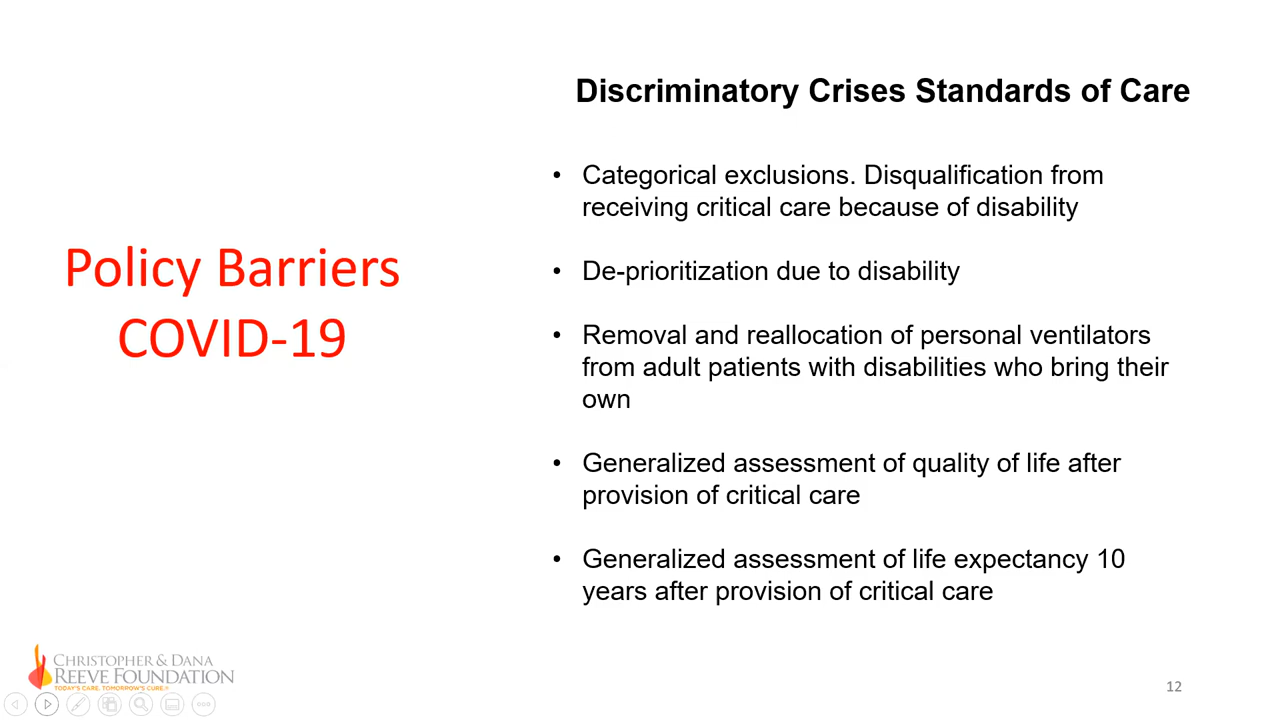 Discriminatory Crises Standards of Care
Policy Barriers
COVID-19
• Categorical exclusions. Disqualification from
receiving critical care because of disability
• De-prioritization due to disability
• Removal and reallocation of personal ventilators
from adult patients with disabilities who bring their
own
• Generalized assessment of quality of life after
provision of critical care
• Generalized assessment of life expectancy 10
years after provision of critical care
CHRISTOPHER & DANA
REEVE FOUNDATION
TODAY'S CARE. TOMORROW'S CURE.®
12